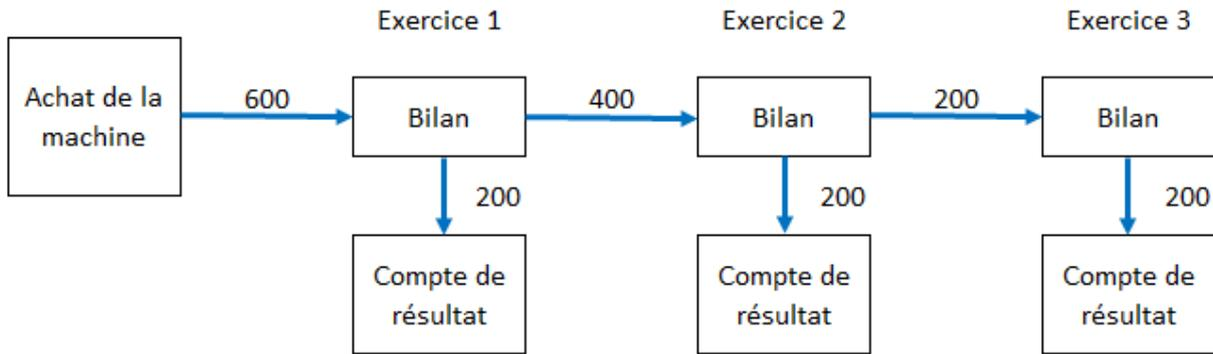 Exercice 1
Exercice 2
Exercice 3
Achat de la
machine
600
Bilan
400
Bilan
200
Bilan
200
200
200
Compte de
résultat
Compte de
résultat
Compte de
résultat